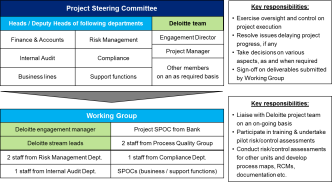 Project Steering Committee
Heads / Deputy Heads of following departments
Deloitte team
Finance & Accounts
Risk Management
Engagement Director
Internal Audit
Compliance
Project Manager
Business lines
Support functions
Other members
on an as required basis
Key responsibilities:
• Exercise oversight and control on
project execution
• Resolve issues delaying project
progress, if any
• Take decisions on various
aspects, as and when required
• Sign-off on deliverables submitted
by Working Group
Working Group
Deloitte engagement manager
Project SPOC from Bank
Deloitte stream leads
2 staff from Process Quality Group
2 staff from Risk Management Dept.
1 staff from Compliance Dept.
1 staff from Internal Audit Dept.
SPOCs (business / support functions)
Key responsibilities:
• Liaise with Deloitte project team
on an on-going basis
• Participate in training & undertake
pilot risk/control assessments
• Conduct risk/control assessments
for other units and develop
process maps, RCMs,
documentation etc.